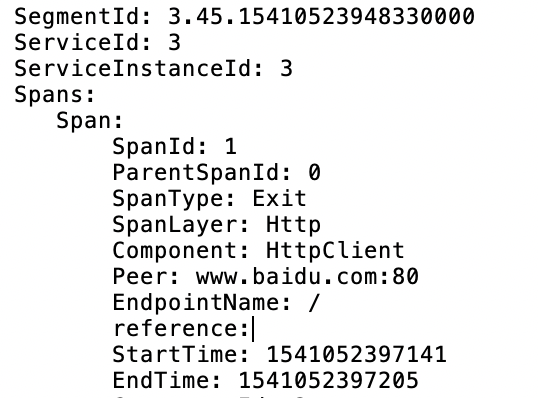 SegmentId: 3.45.15410523948330000
ServiceId: 3
ServiceInstanceId: 3
Spans:
Span:
SpanId: 1
ParentSpanId: 0
SpanType: Exit
SpanLayer: Http
Component: HttpClient
Peer: www.baidu.com:80
EndpointName: /
reference:
StartTime: 1541052397141
EndTime: 1541052397205